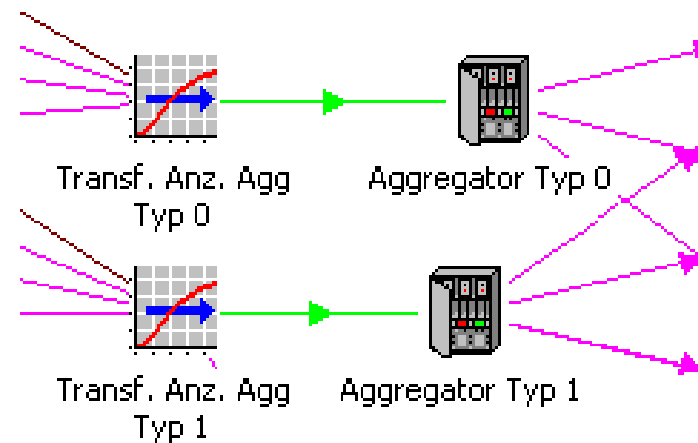 Transf. Anz. Agg
Typ 0
Aggregator Typ 0
Transf. Anz. Agg
Typ 1
Aggregator Typ 1